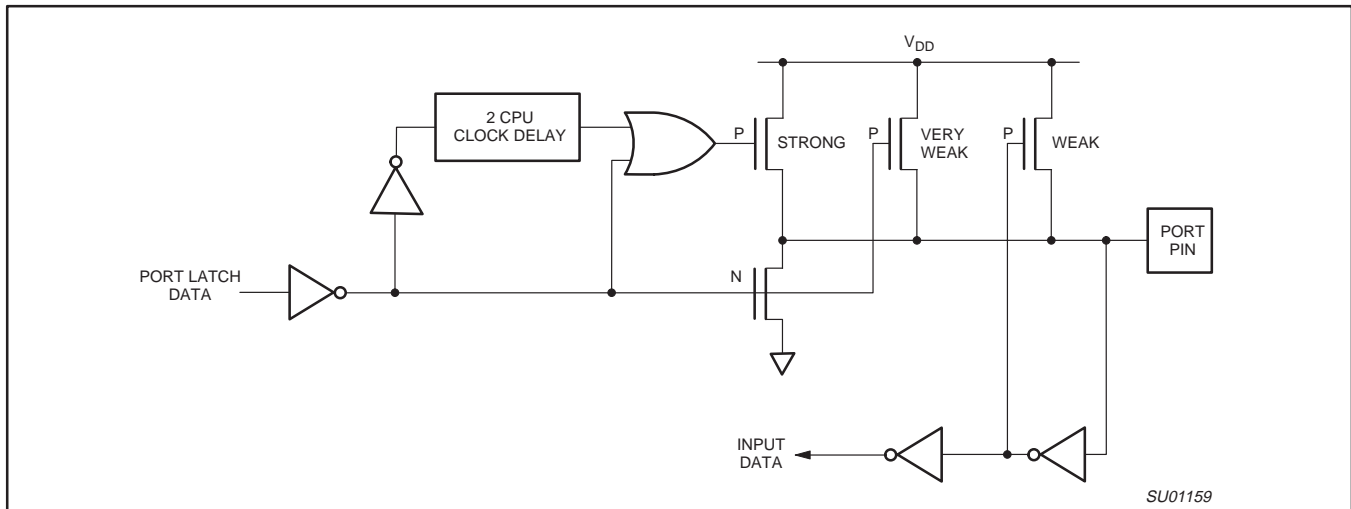 VDD
2 CPU
CLOCK DELAY
P
STRONG
P
VERY
WEAK
P
WEAK
PORT
PIN
PORT LATCH
DATA
N
INPUT
DATA
SU01159